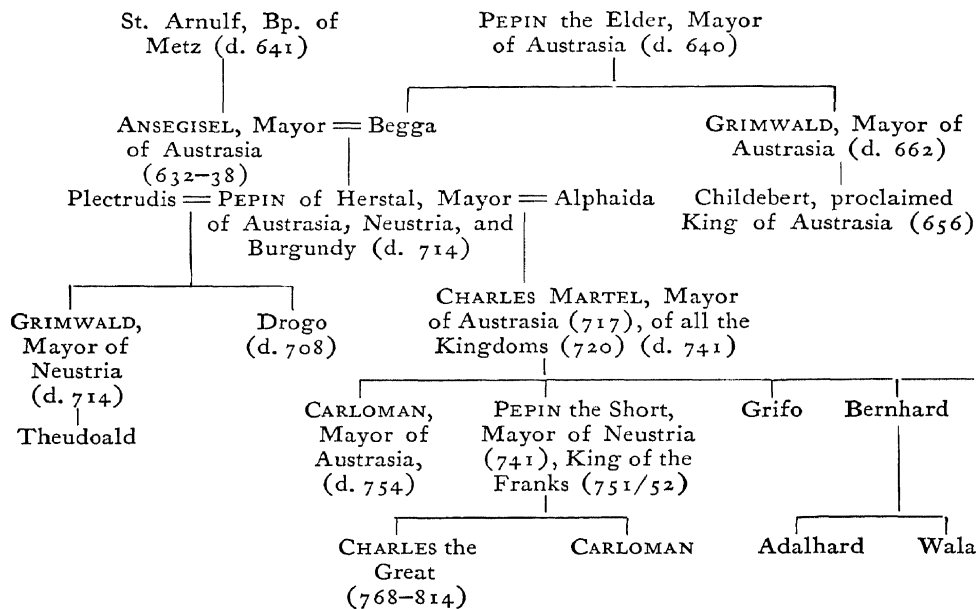 St. Arnulf, Bp. of
Metz (d. 641)
PEPIN the Elder, Mayor
of Austrasia (d. 640)
ANSEGISEL, Mayor = Begga
of Austrasia
(632–38)
GRIMWALD, Mayor of
Austrasia (d. 662)
Plectrudis = PEPIN of Herstal, Mayor = Alphaida
of Austrasia, Neustria, and
Burgundy (d. 714)
Childebert, proclaimed
King of Austrasia (656)
GRIMWALD,
Mayor of
Neustria
(d. 714)
Theudoald
Drogo
(d. 708)
CHARLES MARTEL, Mayor
of Austrasia (717), of all the
Kingdoms (720) (d. 741)
CARLOMAN,
Mayor of
Austrasia,
(d. 754)
PEPIN the Short,
Mayor of Neustria
(741), King of the
Franks (751/52)
Grifo
Bernhard
CHARLES the
Great
(768–814)
CARLOMAN
Adalhard
Wala